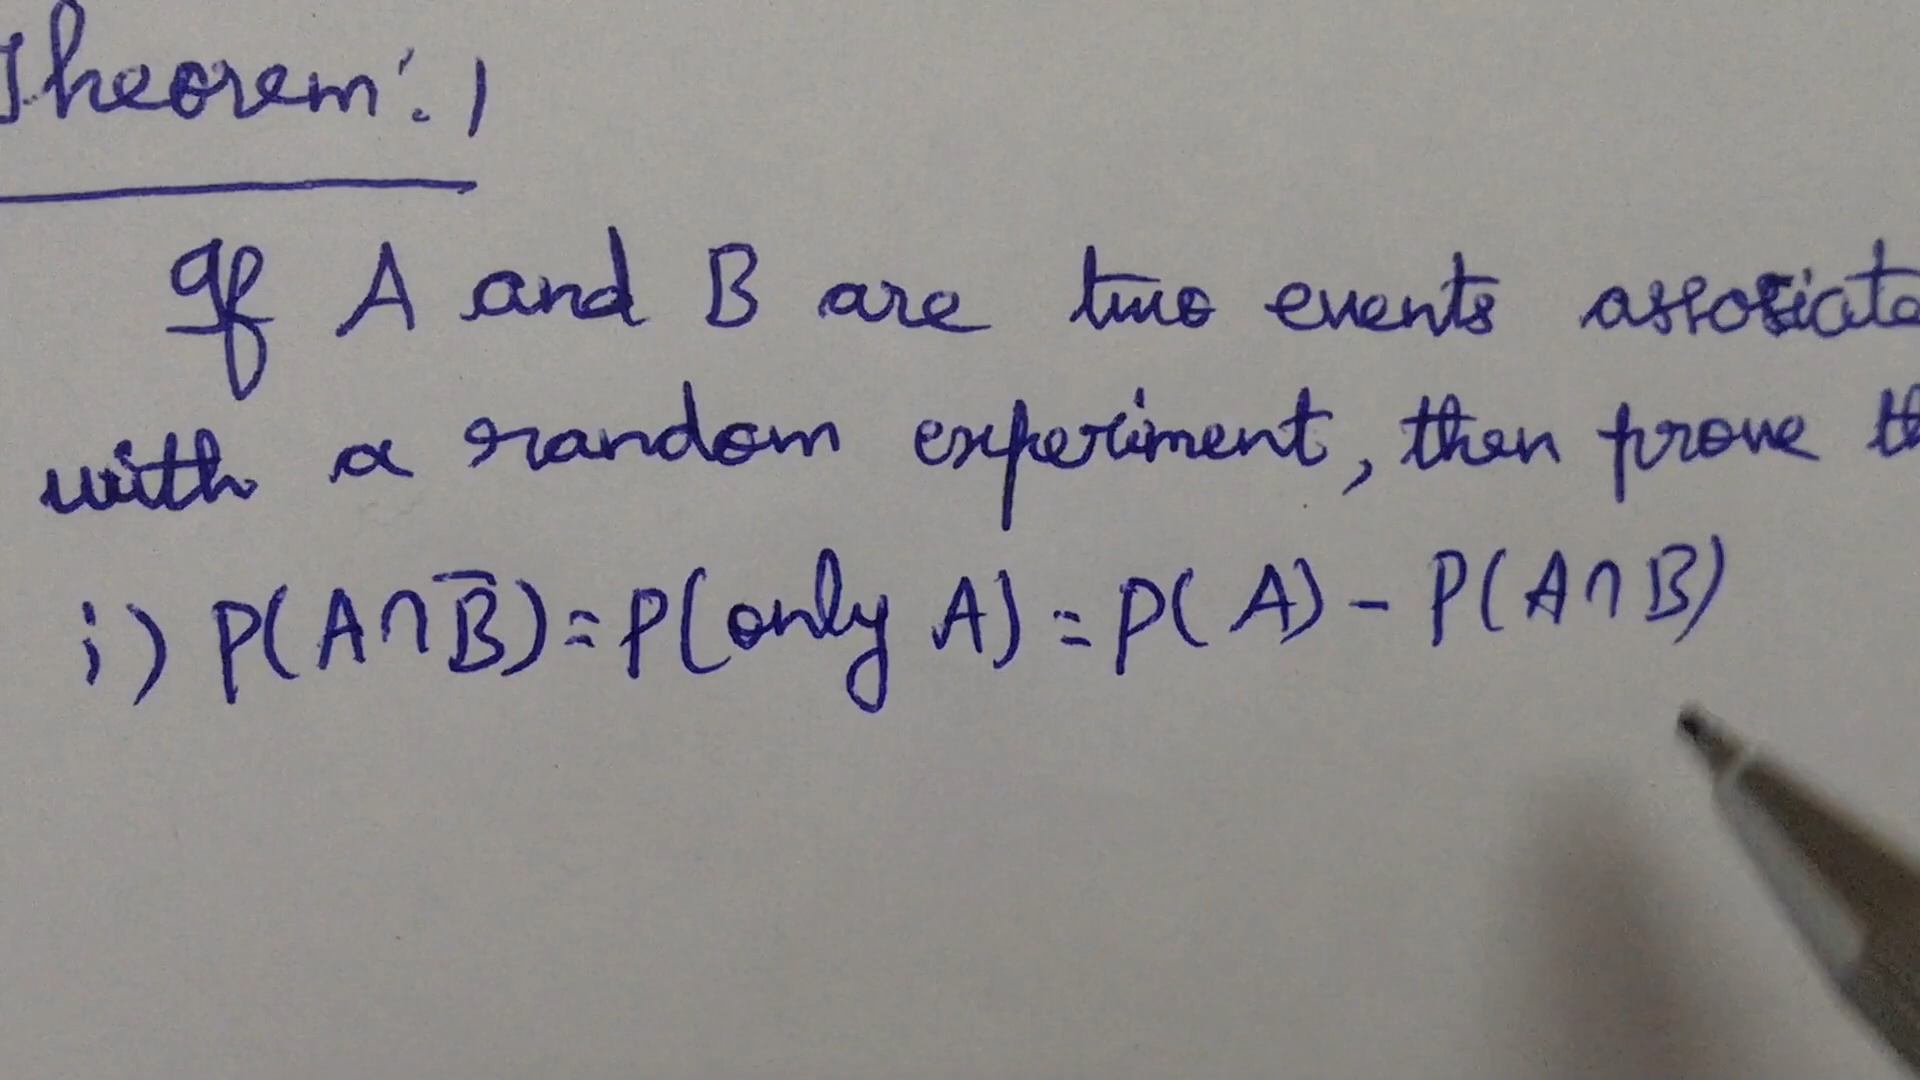 Theorem: 1
If A and B are two events associate
with a random experiment, then prove th
i) P(A∩B̅) = P(only A) = P(A) - P(A∩B)